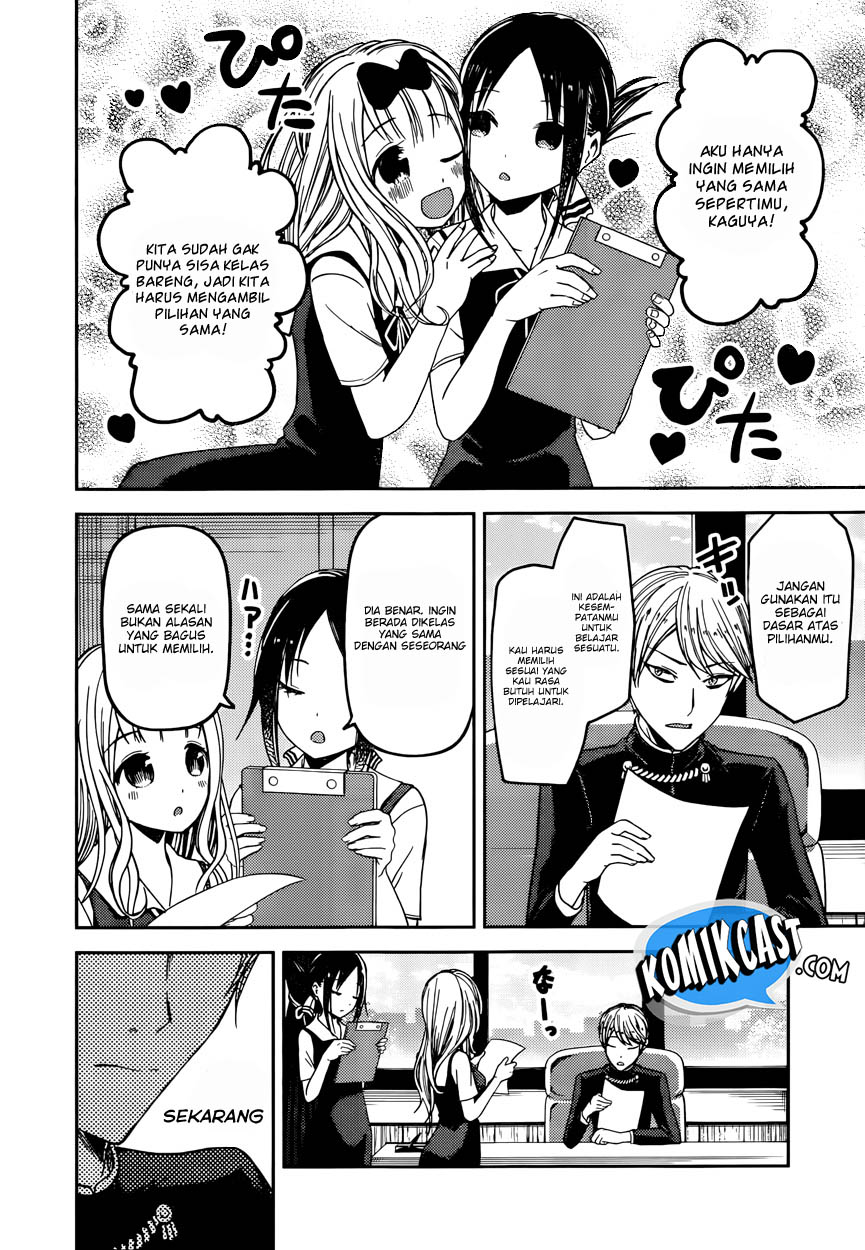 AKU HANYA
INGIN MEMILIH
YANG SAMA
SEPERTIMU,
KAGUYA!
ぴた
KITA SUDAH GAK
PUNYA SISA KELAS
BARENG, JADI KITA
HARUS MENGAMBIL
PILIHAN YANG
SAMA!
ぴた
JANGAN
GUNAKAN ITU
SEBAGAI
DASAR ATAS
PILIHANMU.
キッ
INI ADALAH
KESEM-
PATANMU
UNTUK
BELAJAR
SESUATU.
KAU HARUS
MEMILIH
SESUAI YANG
KAU RASA
BUTUH UNTUK
DIPELAJARI.
DIA BENAR. INGIN
BERADA DIKELAS
YANG SAMA
DENGAN SESEORANG
ハァ…
SAMA SEKALI
BUKAN ALASAN
YANG BAGUS
UNTUK MEMILIH.
KOMIKCAST.COM
なーっ
SEKARANG